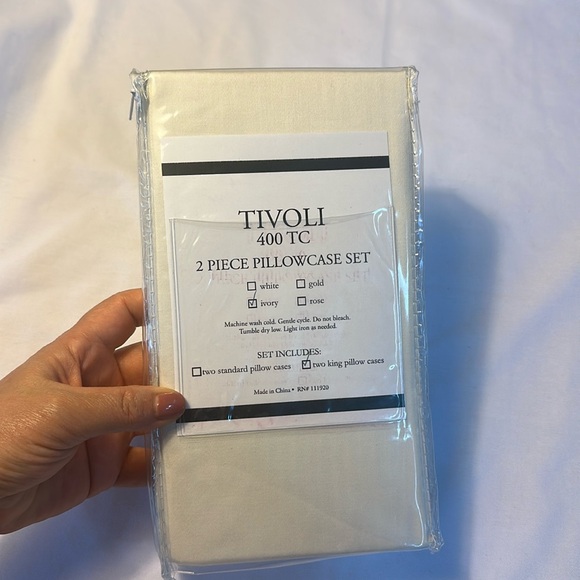 TIVOLI
400 TC
2 PIECE PILLOWCASE SET
☐ white ☐ gold
☑ ivory ☐ rose
Machine wash cold. Gentle cycle. Do not bleach.
Tumble dry low. Light iron as needed.
SET INCLUDES:
☐ two standard pillow cases ☑ two king pillow cases
Made in China • RN# 111920